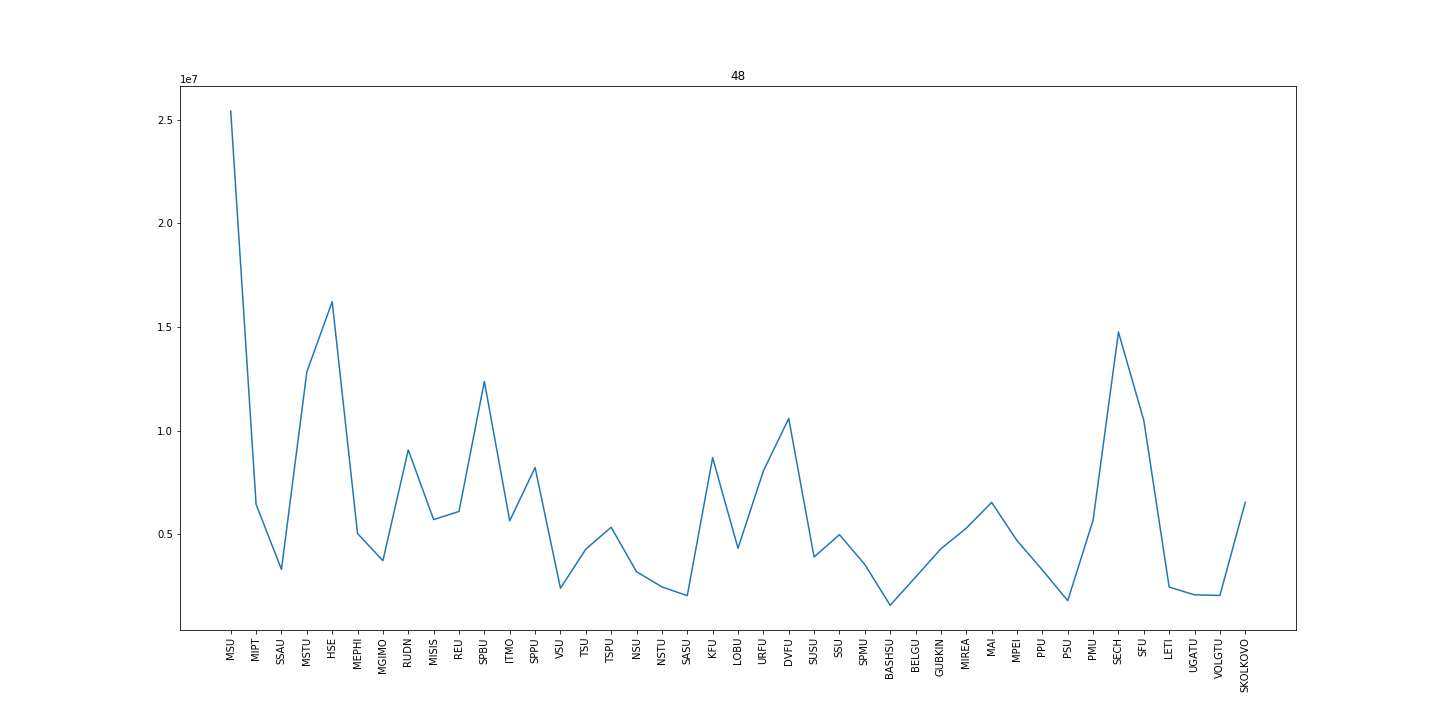 48
1e7
2.5
2.0
1.5
1.0
0.5
MSU
MIPT
SSAU
MSTU
HSE
MEPHI
MGIMO
RUDN
MISIS
REU
SPBU
ITMO
SPPU
VSU
TSU
TSPU
NSU
NSTU
SASU
KFU
LOBU
URFU
DVFU
SUSU
SSU
SPMU
BASHSU
BELGU
GUBKIN
MIREA
MAI
MPEI
PPU
PSU
PMU
SECH
SFU
LETI
UGATU
VOLGTU
SKOLKOVO